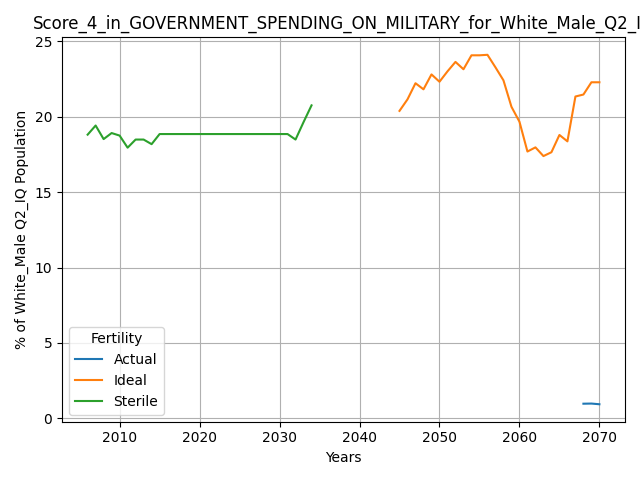 Score_4_in_GOVERNMENT_SPENDING_ON_MILITARY_for_White_Male_Q2_I
25
20
15
10
5
0
% of White_Male Q2_IQ Population
Fertility
Actual
Ideal
Sterile
2010 2020 2030 2040 2050 2060 2070
Years